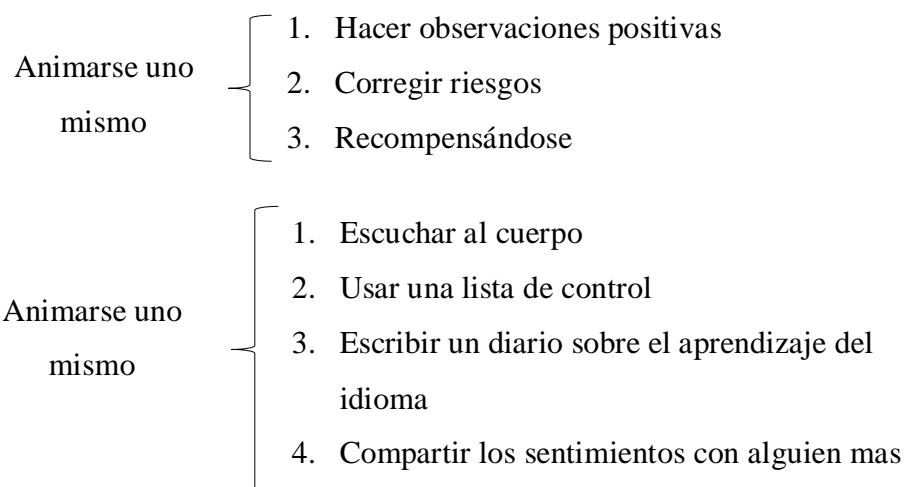 Animarse uno
mismo
1. Hacer observaciones positivas
2. Corregir riesgos
3. Recompensándose
Animarse uno
mismo
1. Escuchar al cuerpo
2. Usar una lista de control
3. Escribir un diario sobre el aprendizaje del
idioma
4. Compartir los sentimientos con alguien mas